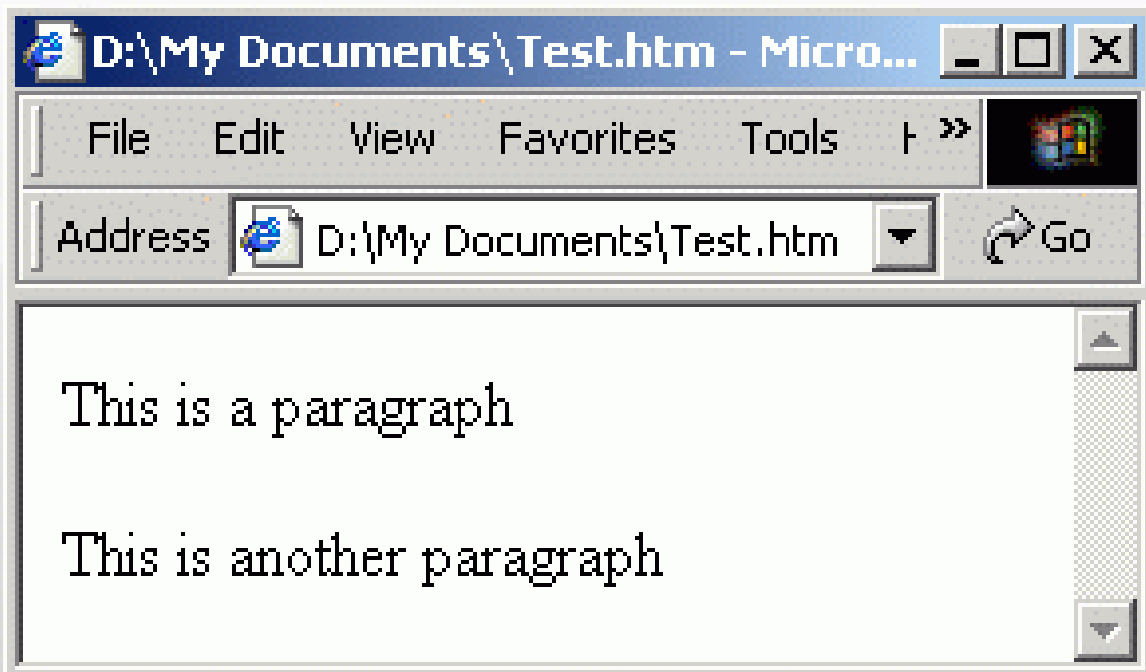 D:\My Documents\Test.htm - Micro...
File Edit View Favorites Tools »
Address D:\My Documents\Test.htm Go
This is a paragraph
This is another paragraph